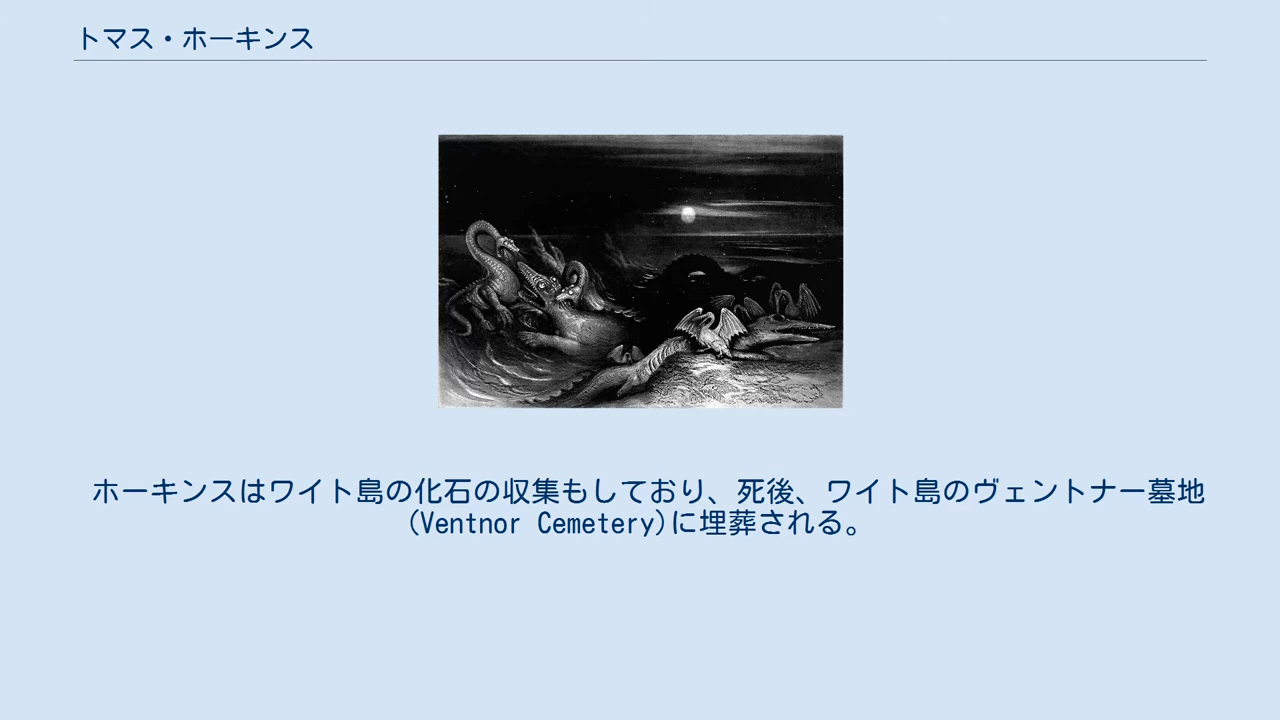 トマス・ホーキンス
ホーキンスはワイト島の化石の収集もしており、死後、ワイト島のヴェントナー墓地
(Ventnor Cemetery)に埋葬される。